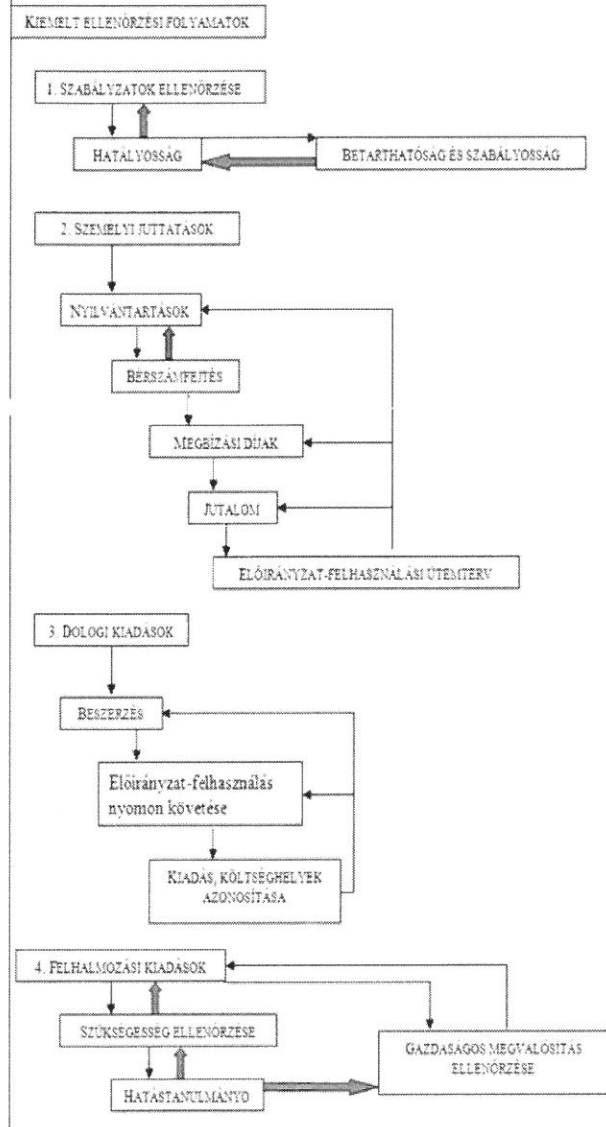 KIEMELT ELLENŐRZÉSI FOLYAMATOK
1. SZABÁLYZATOK ELLENŐRZÉSE
HATÁLYOSSÁG
BETARTHATÓSÁG ÉS SZABÁLYOSSÁG
2. SZEMÉLYI JUTTATÁSOK
NYILVÁNTARTÁSOK
BÉRSZÁMFEJTÉS
MEGBÍZÁSI DÍJAK
JUTALOM
ELŐIRÁNYZAT-FELHASZNÁLÁSI ÜTEMTERV
3. DOLOGI KIADÁSOK
BESZERZÉS
Előirányzat-felhasználás
nyomon követése
KIADÁS, KÖLTSÉGHELYEK
AZONOSÍTÁSA
4. FELHALMOZÁSI KIADÁSOK
SZÜKSÉGESSÉG ELLENŐRZÉSE
GAZDASÁGOS MEGVALÓSÍTÁS
ELLENŐRZÉSE
HATÁSTANULMÁNYO